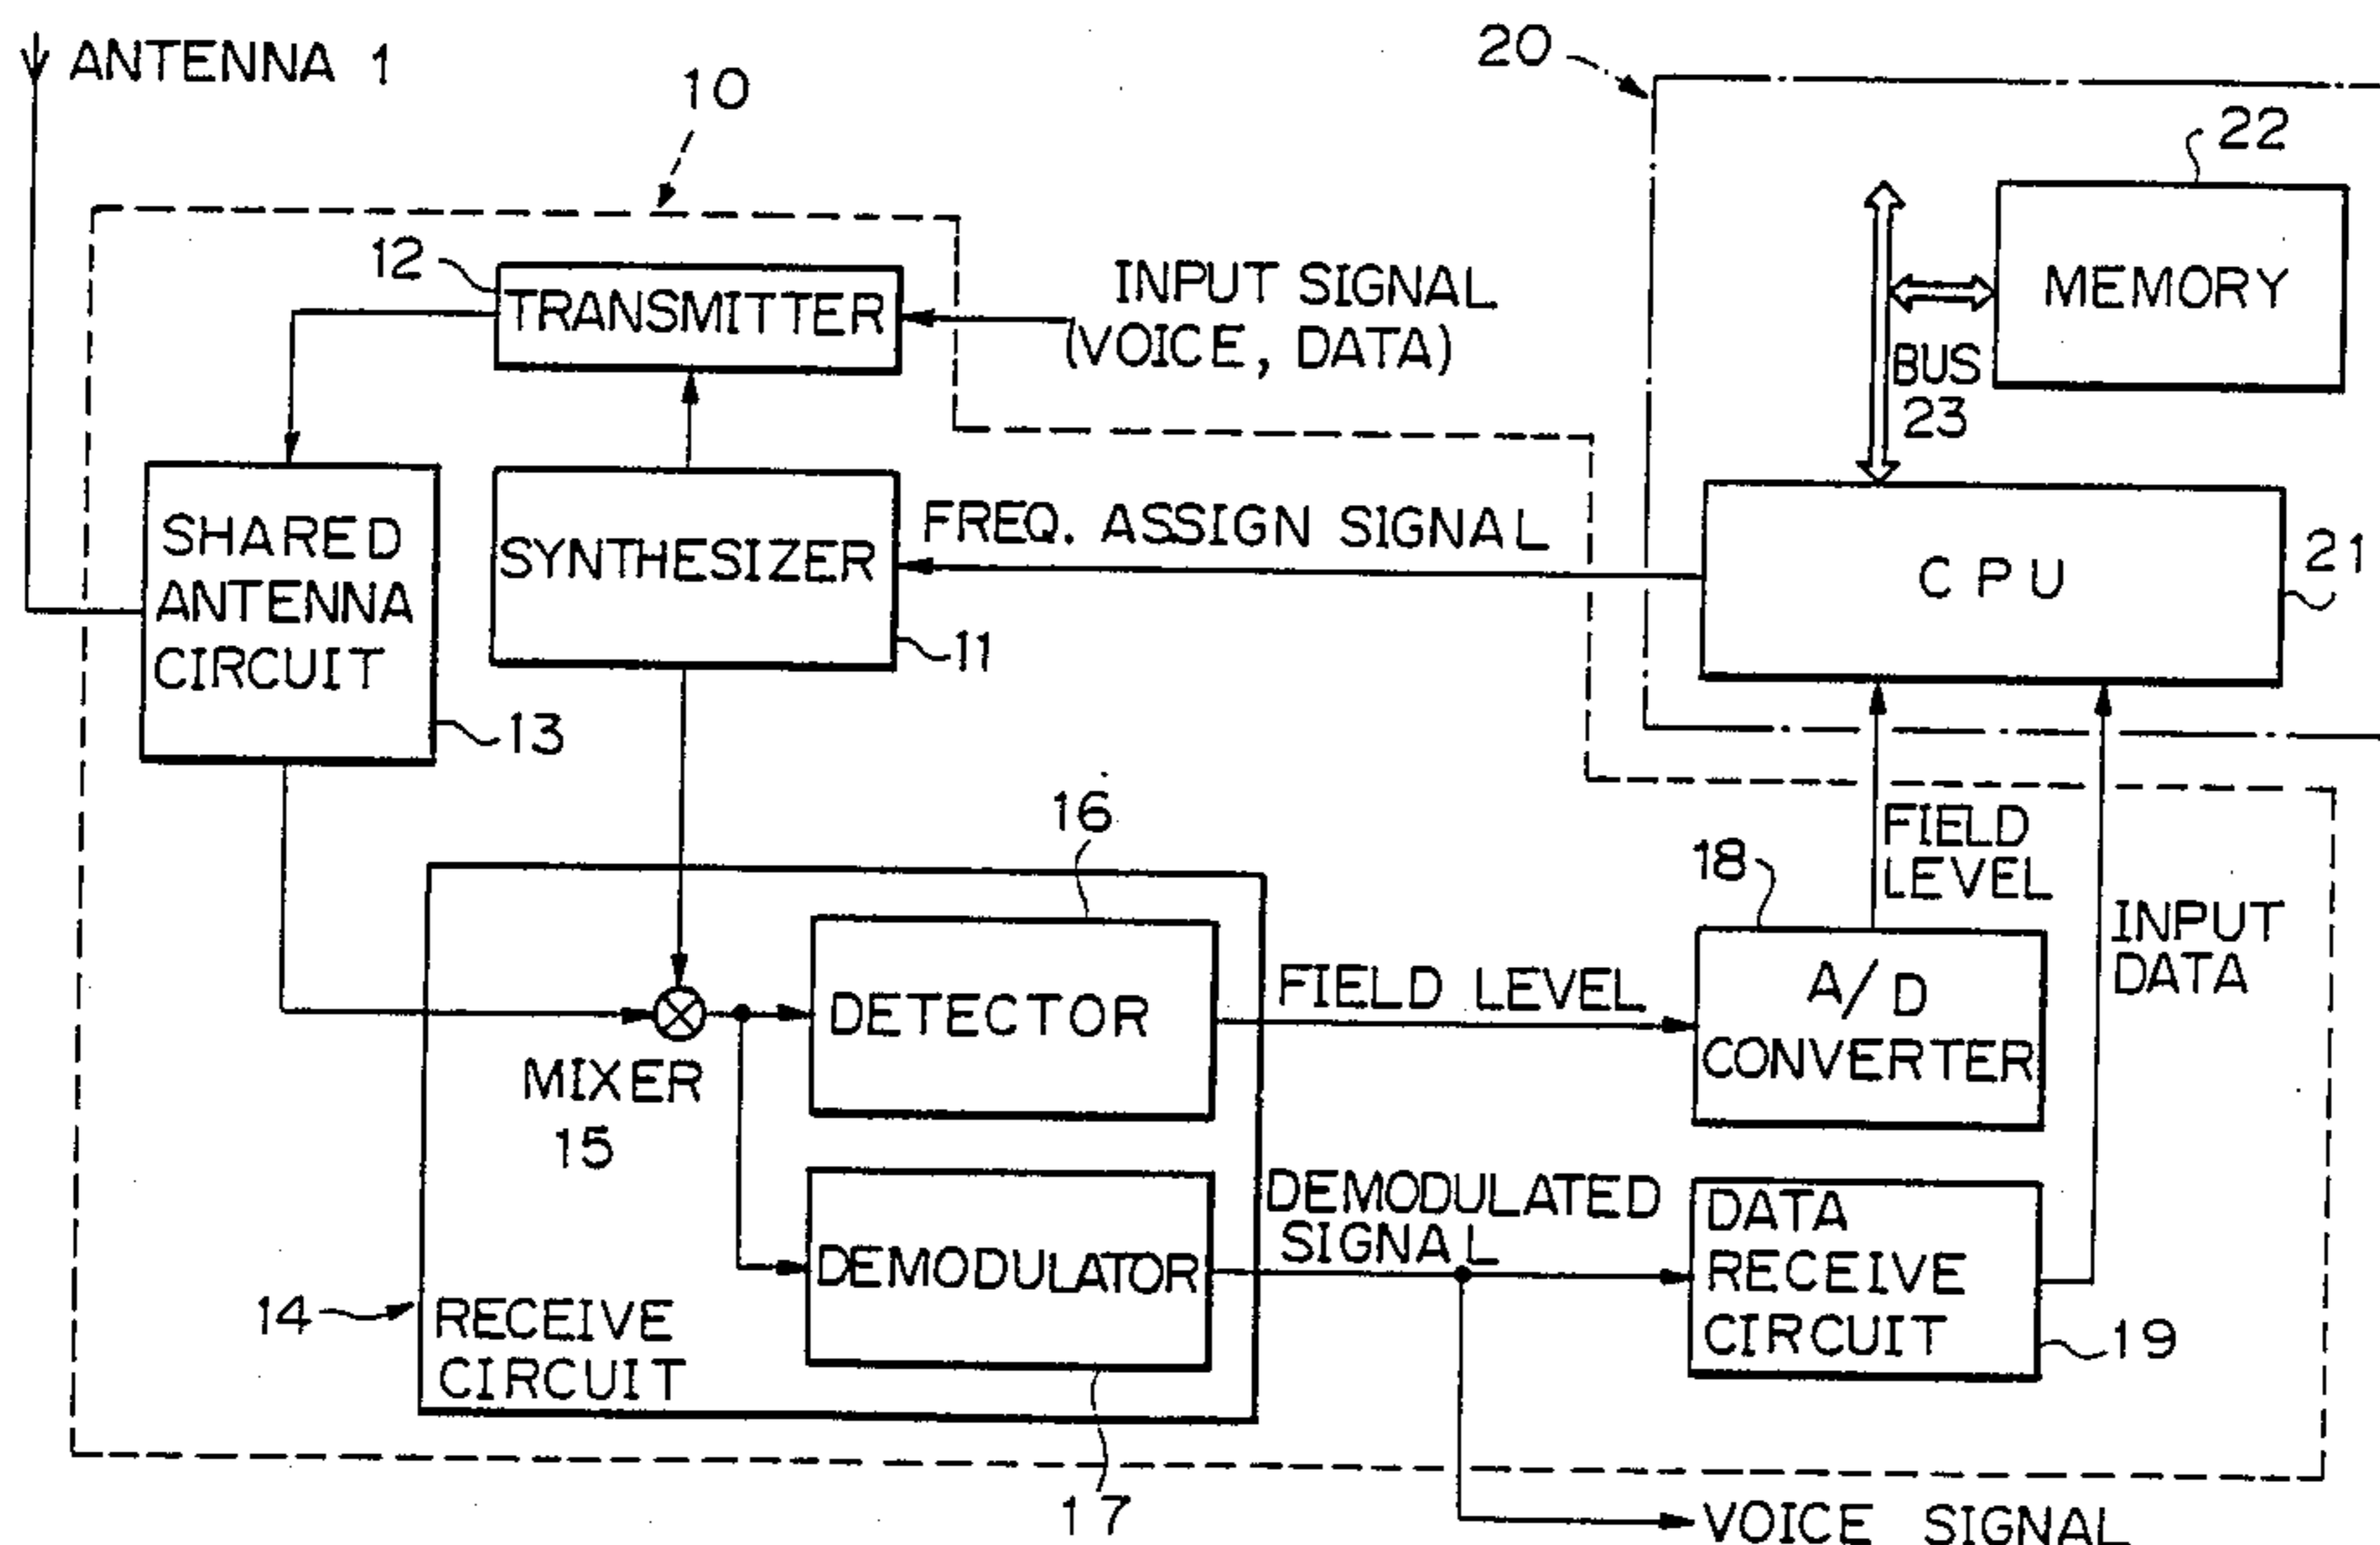 ANTENNA 1
10
20
22
MEMORY
12
TRANSMITTER
INPUT SIGNAL
(VOICE, DATA)
BUS
23
SHARED
ANTENNA
CIRCUIT
13
SYNTHESIZER
11
FREQ. ASSIGN SIGNAL
CPU
21
16
18
FIELD
LEVEL
INPUT
DATA
DETECTOR
FIELD LEVEL
A/D
CONVERTER
MIXER
15
DEMODULATOR
DEMODULATED
SIGNAL
DATA
RECEIVE
CIRCUIT
19
14
RECEIVE
CIRCUIT
17
VOICE SIGNAL